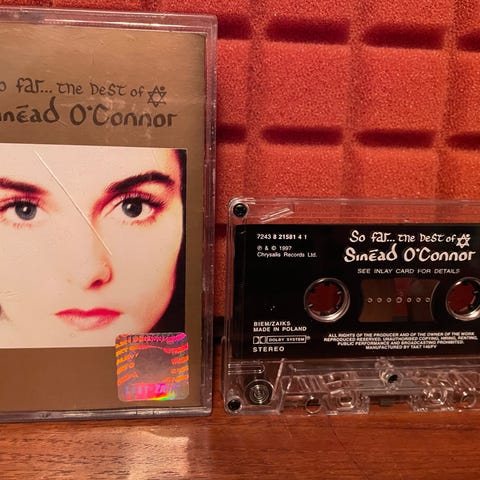 So far... the best of
Sinéad O'Connor
7243 8 21581 4 1
℗ & © 1997
Chrysalis Records Ltd.
So far... the best of
Sinéad O'Connor
SEE INLAY CARD FOR DETAILS
BIEM/ZAIKS
MADE IN POLAND
DOLBY SYSTEM
STEREO
ALL RIGHTS OF THE PRODUCER AND OF THE OWNER OF THE WORK
REPRODUCED RESERVED. UNAUTHORISED COPYING, HIRING, RENTING,
PUBLIC PERFORMANCE AND BROADCASTING PROHIBITED.
MANUFACTURED BY TAKT 146/PV